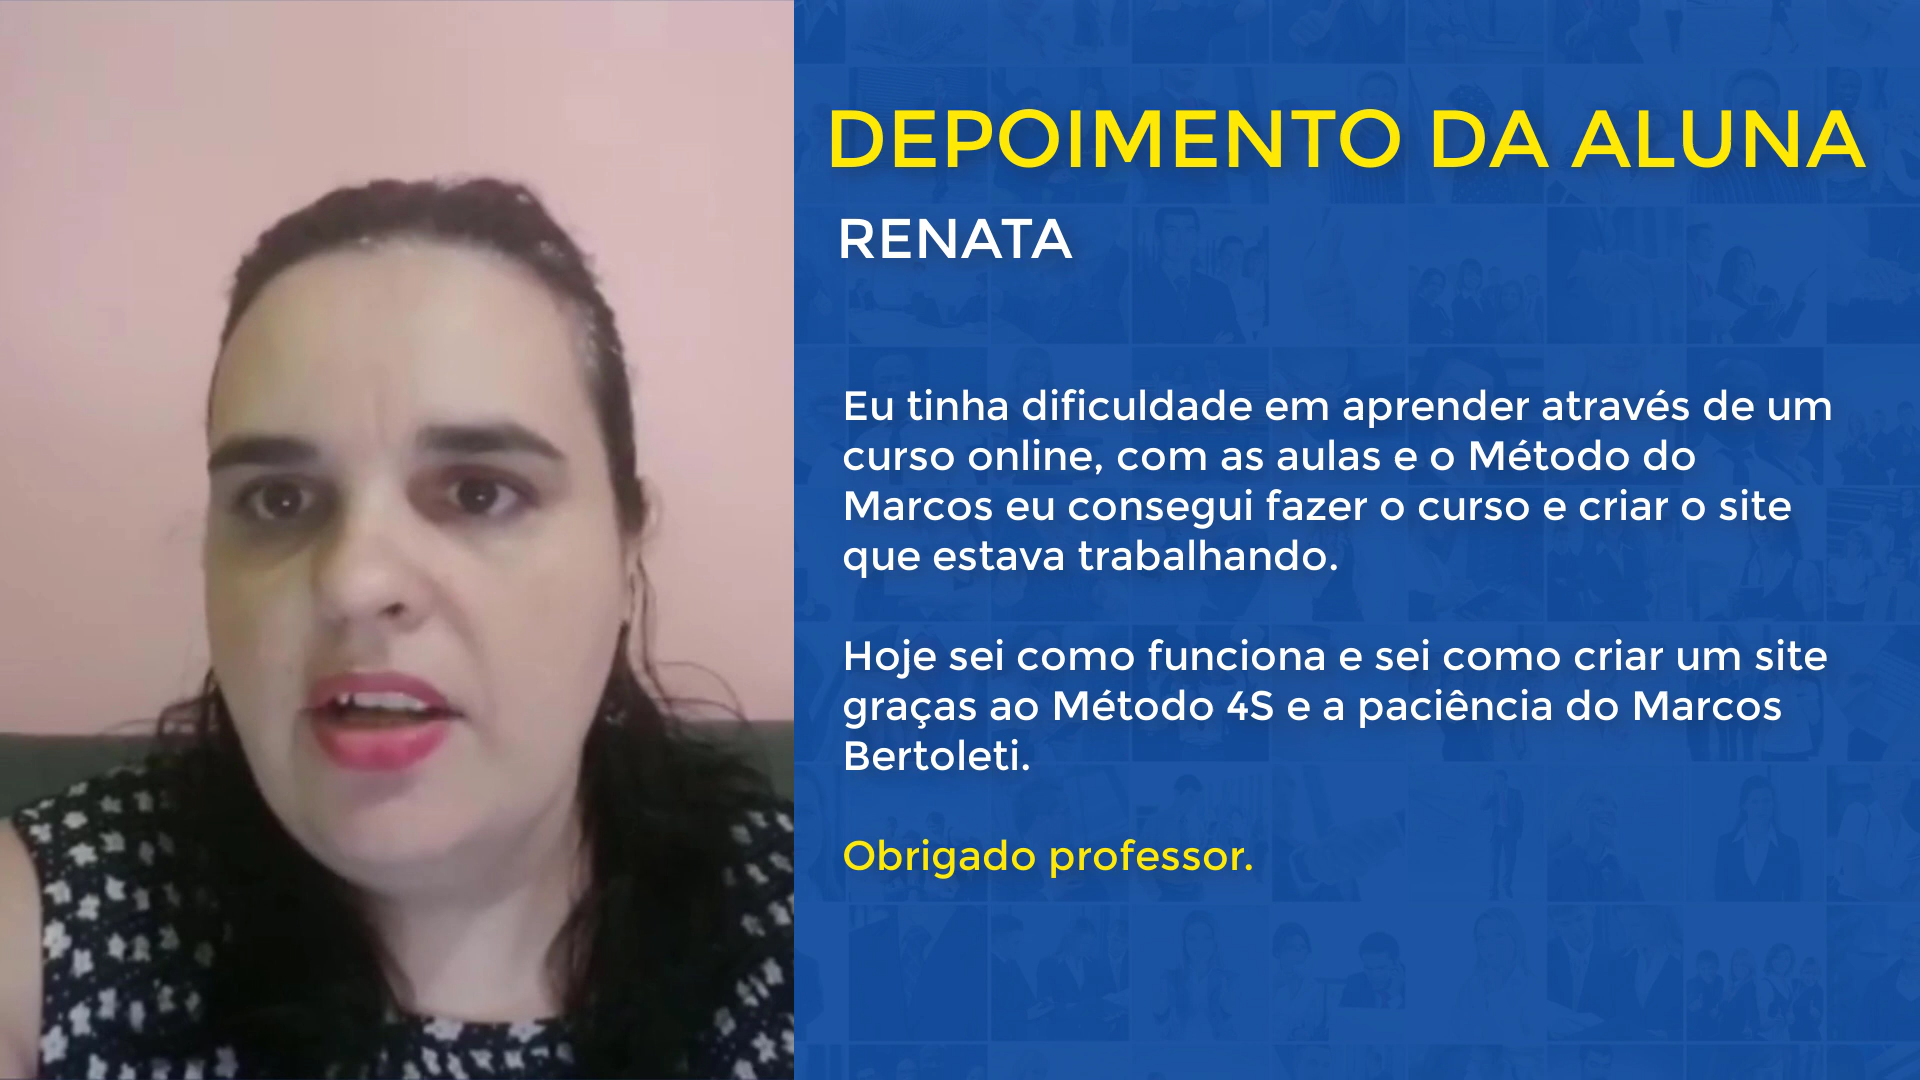 DEPOIMENTO DA ALUNA
RENATA
Eu tinha dificuldade em aprender através de um
curso online, com as aulas e o Método do
Marcos eu consegui fazer o curso e criar o site
que estava trabalhando.
Hoje sei como funciona e sei como criar um site
graças ao Método 4S e a paciência do Marcos
Bertoleti.
Obrigado professor.